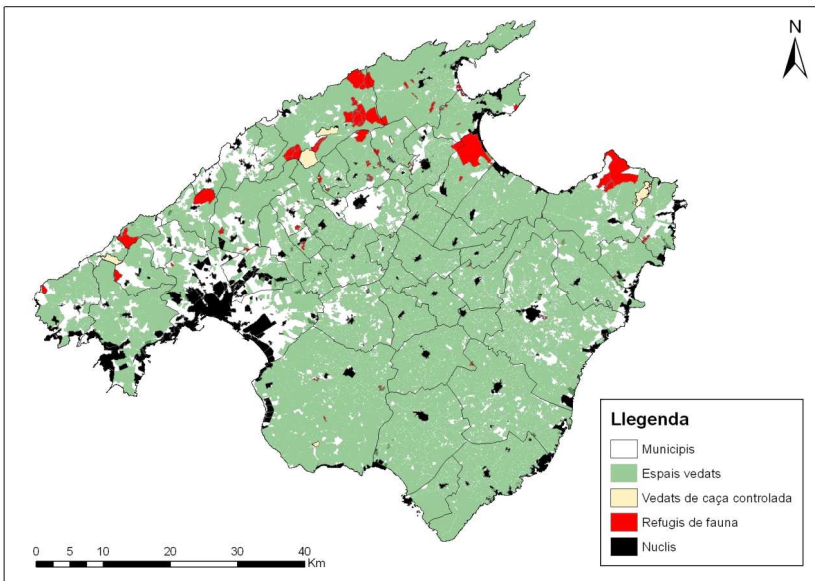 N
Llegenda
Municipis
Espais vedats
Vedats de caça controlada
Refugis de fauna
Nuclis
0 5 10 20 30 40
Km